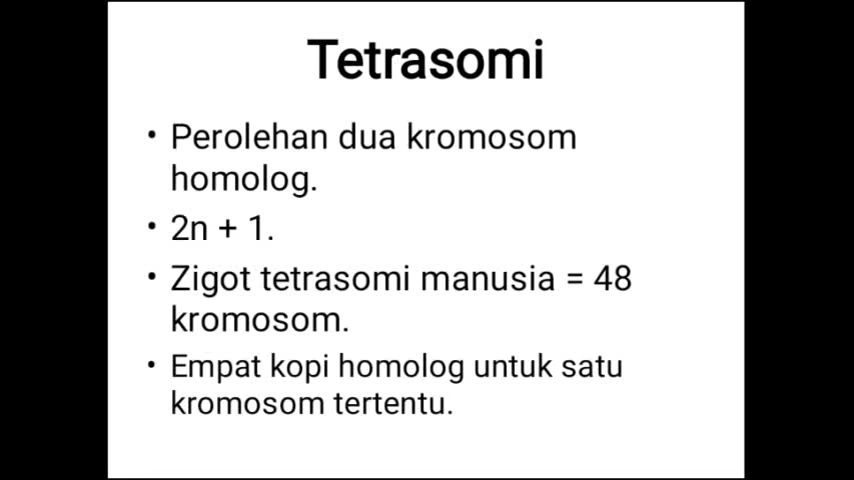 Tetrasomi
• Perolehan dua kromosom
homolog.
• 2n + 1.
• Zigot tetrasomi manusia = 48
kromosom.
• Empat kopi homolog untuk satu
kromosom tertentu.